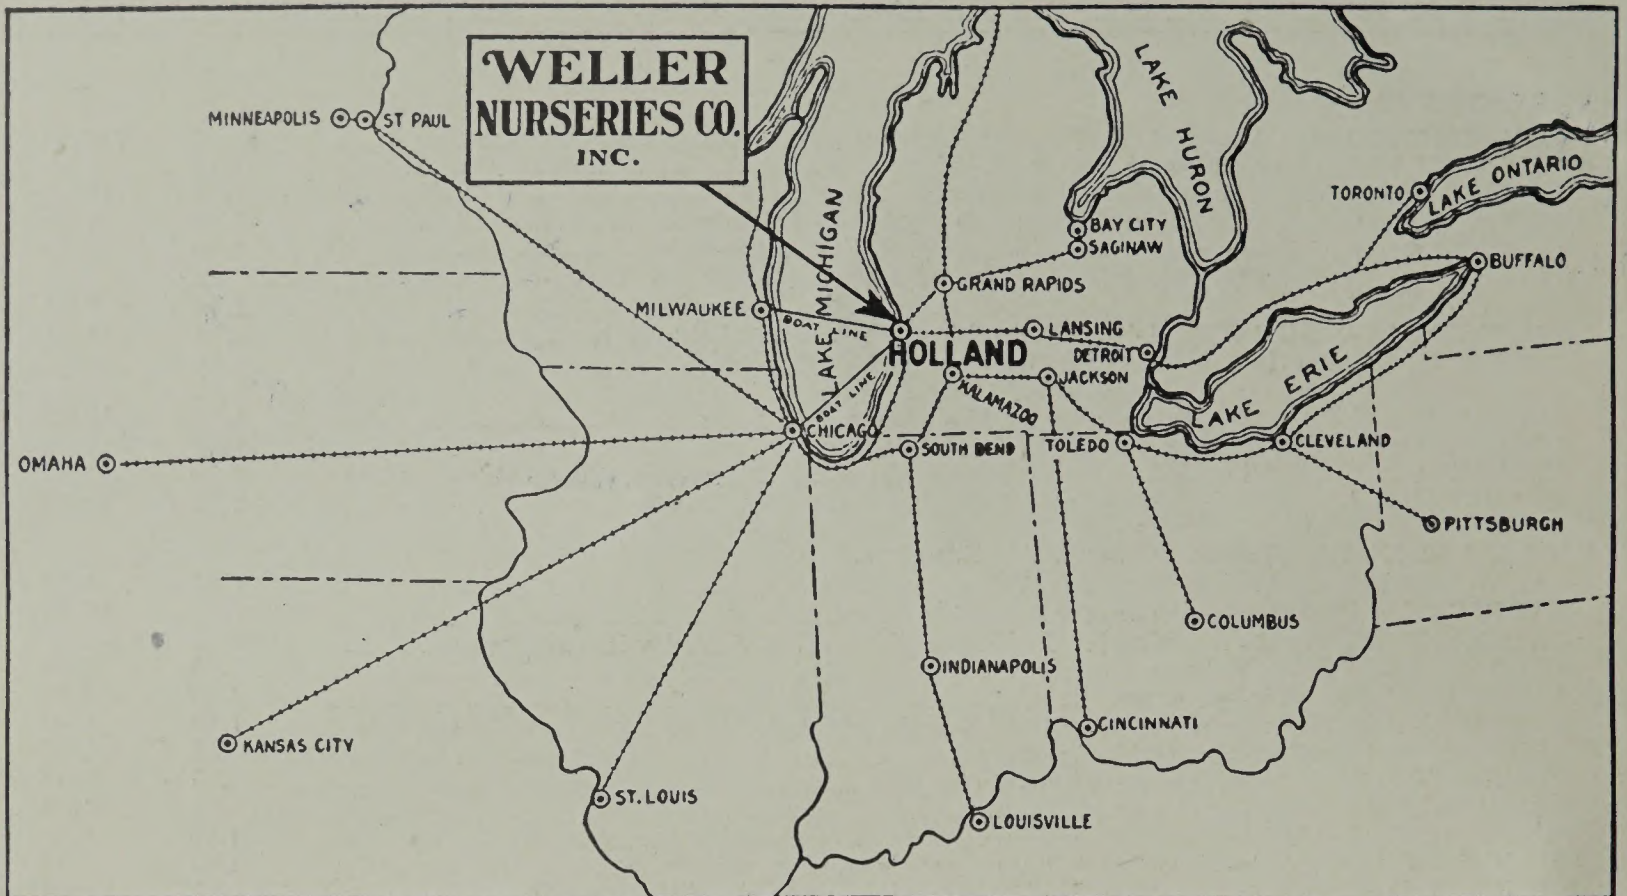 WELLER
NURSERIES CO.
INC.
MINNEAPOLIS
ST PAUL
LAKE HURON
LAKE ONTARIO
TORONTO
BAY CITY
SAGINAW
LAKE MICHIGAN
BUFFALO
GRAND RAPIDS
MILWAUKEE
BOAT LINE
LANSING
HOLLAND
DETROIT
BOAT LINE
JACKSON
KALAMAZOO
LAKE ERIE
CHICAGO
SOUTH BEND
TOLEDO
CLEVELAND
OMAHA
PITTSBURGH
COLUMBUS
INDIANAPOLIS
CINCINNATI
KANSAS CITY
ST. LOUIS
LOUISVILLE